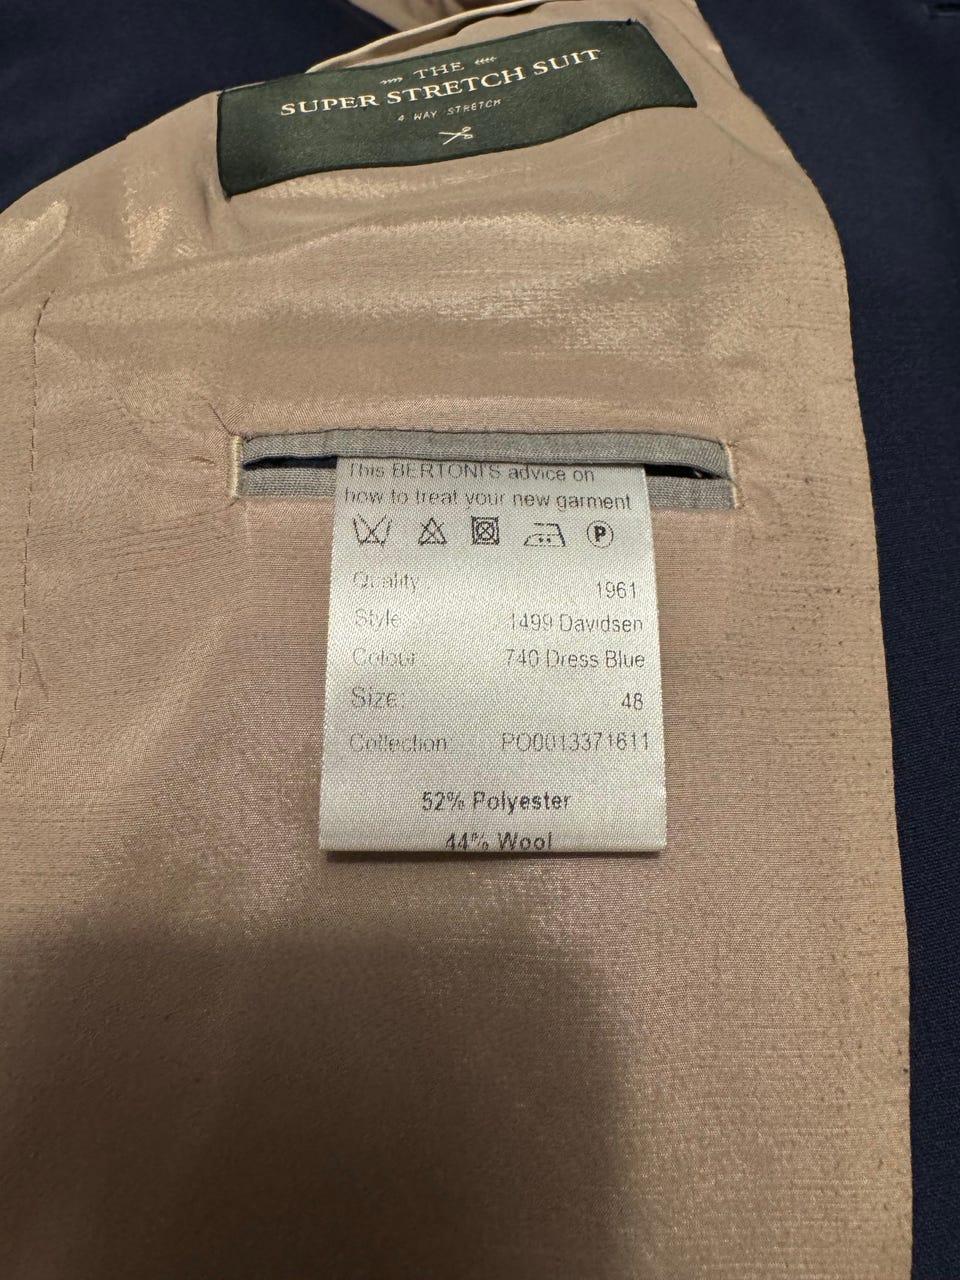 THE
SUPER STRETCH SUIT
4 WAY STRETCH
This BERTONI'S advice on
how to treat your new garment
P
Quality 1961
Style 1499 Davidsen
Colour 740 Dress Blue
Size: 48
Collection PO0013371611
52% Polyester
44% Wool